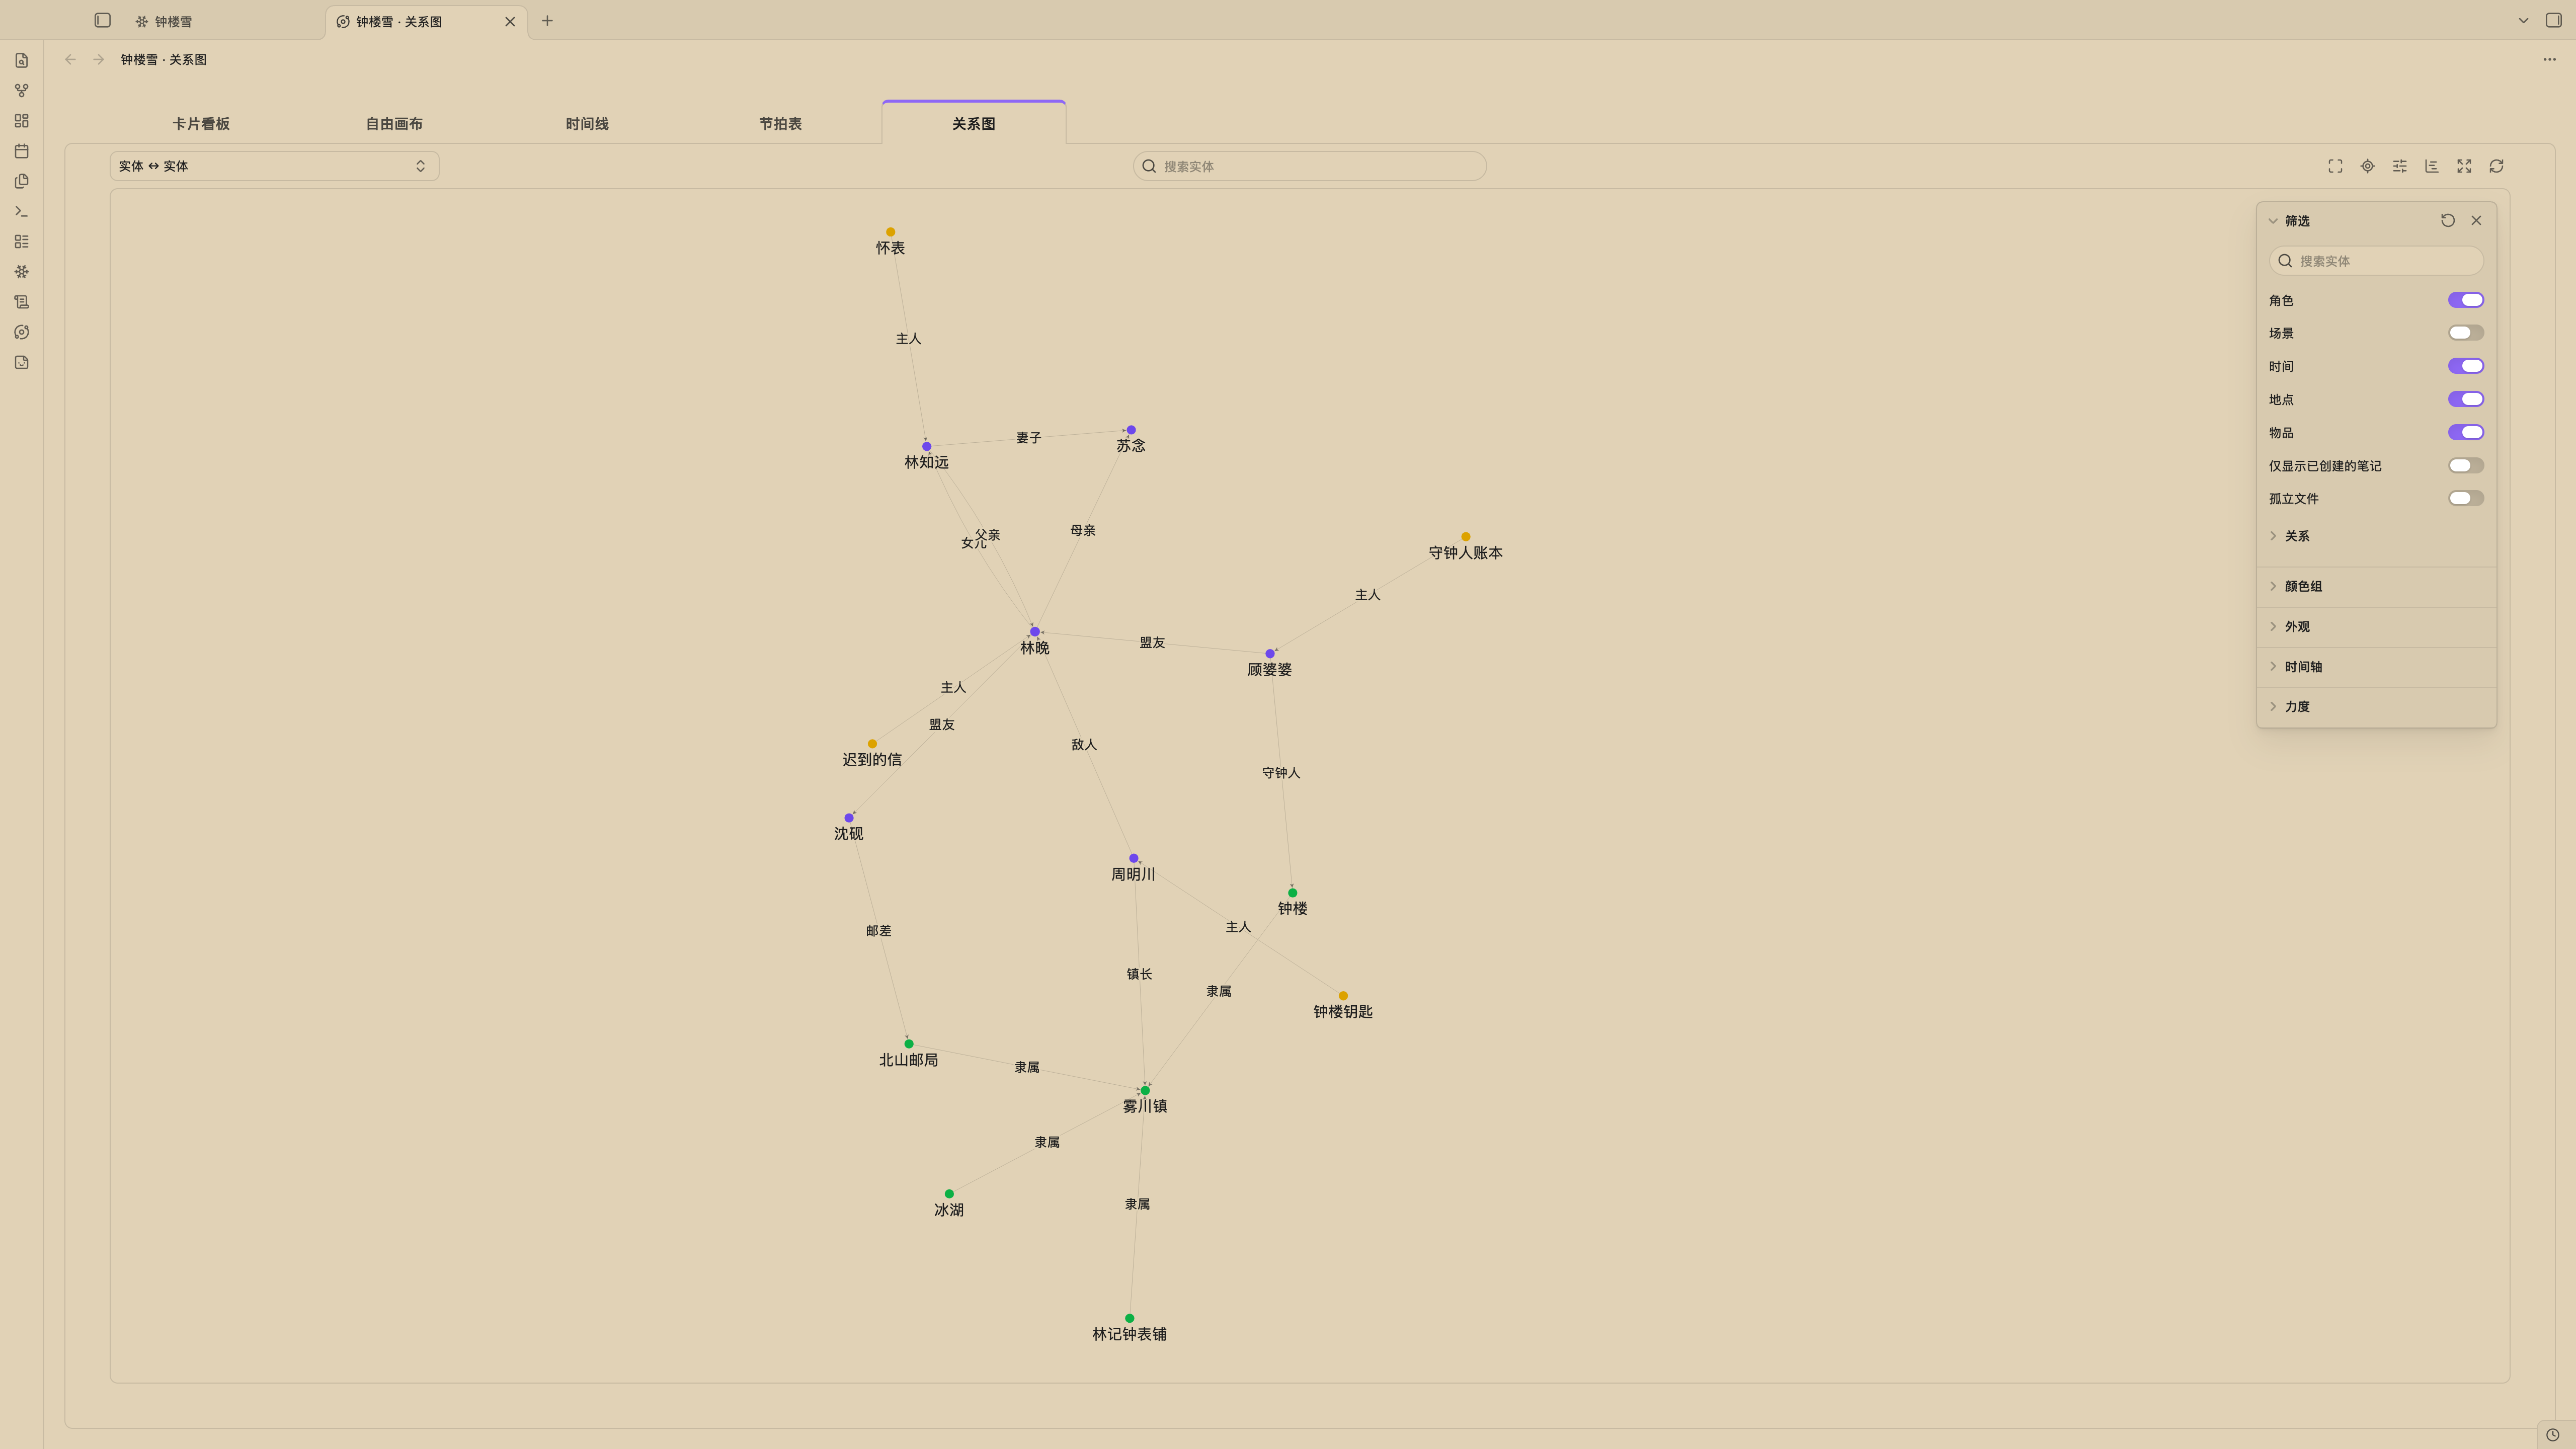 钟楼雪
钟楼雪 · 关系图
钟楼雪 · 关系图
卡片看板
自由画布
时间线
节拍表
关系图
实体 ↔ 实体
搜索实体
筛选
搜索实体
角色
场景
时间
地点
物品
仅显示已创建的笔记
孤立文件
关系
颜色组
外观
时间轴
力度
怀表
主人
妻子
苏念
林知远
父亲
女儿
母亲
守钟人账本
主人
盟友
林晚
顾婆婆
主人
盟友
敌人
迟到的信
守钟人
沈砚
周明川
钟楼
主人
邮差
镇长
隶属
钟楼钥匙
北山邮局
隶属
雾川镇
隶属
隶属
冰湖
林记钟表铺